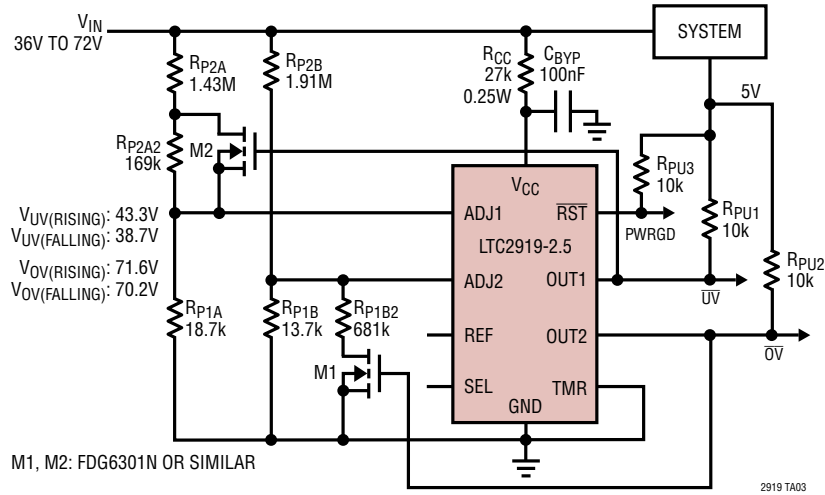 VIN
36V TO 72V
RP2A
1.43M
RP2B
1.91M
RCC
27k
0.25W
CBYP
100nF
SYSTEM
5V
RP2A2
169k
M2
RPU3
10k
VCC
VUV(RISING): 43.3V
VUV(FALLING): 38.7V
VOV(RISING): 71.6V
VOV(FALLING): 70.2V
ADJ1
RST
PWRGD
LTC2919-2.5
RPU1
10k
RPU2
10k
ADJ2
OUT1
UV
RP1A
18.7k
RP1B
13.7k
RP1B2
681k
REF
OUT2
OV
M1
SEL
TMR
GND
M1, M2: FDG6301N OR SIMILAR
2919 TA03